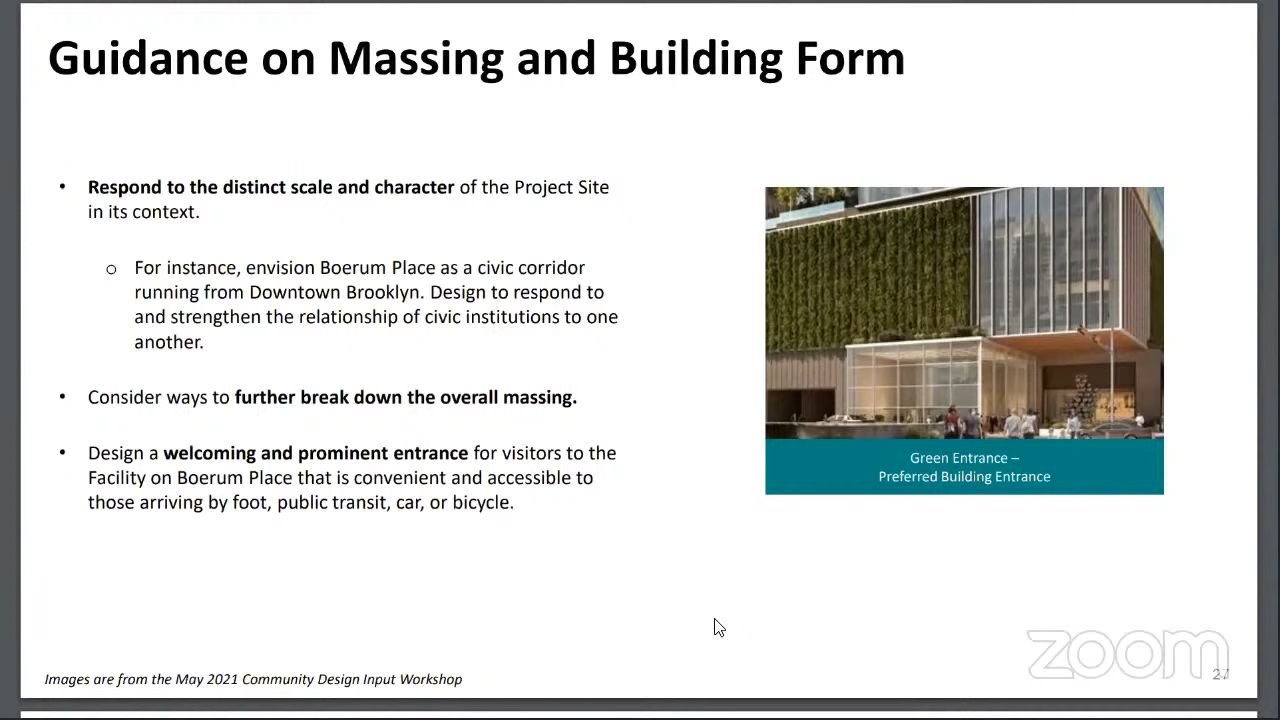 Guidance on Massing and Building Form
• Respond to the distinct scale and character of the Project Site
in its context.
o For instance, envision Boerum Place as a civic corridor
running from Downtown Brooklyn. Design to respond to
and strengthen the relationship of civic institutions to one
another.
• Consider ways to further break down the overall massing.
• Design a welcoming and prominent entrance for visitors to the
Facility on Boerum Place that is convenient and accessible to
those arriving by foot, public transit, car, or bicycle.
Green Entrance –
Preferred Building Entrance
Images are from the May 2021 Community Design Input Workshop
zoom
27